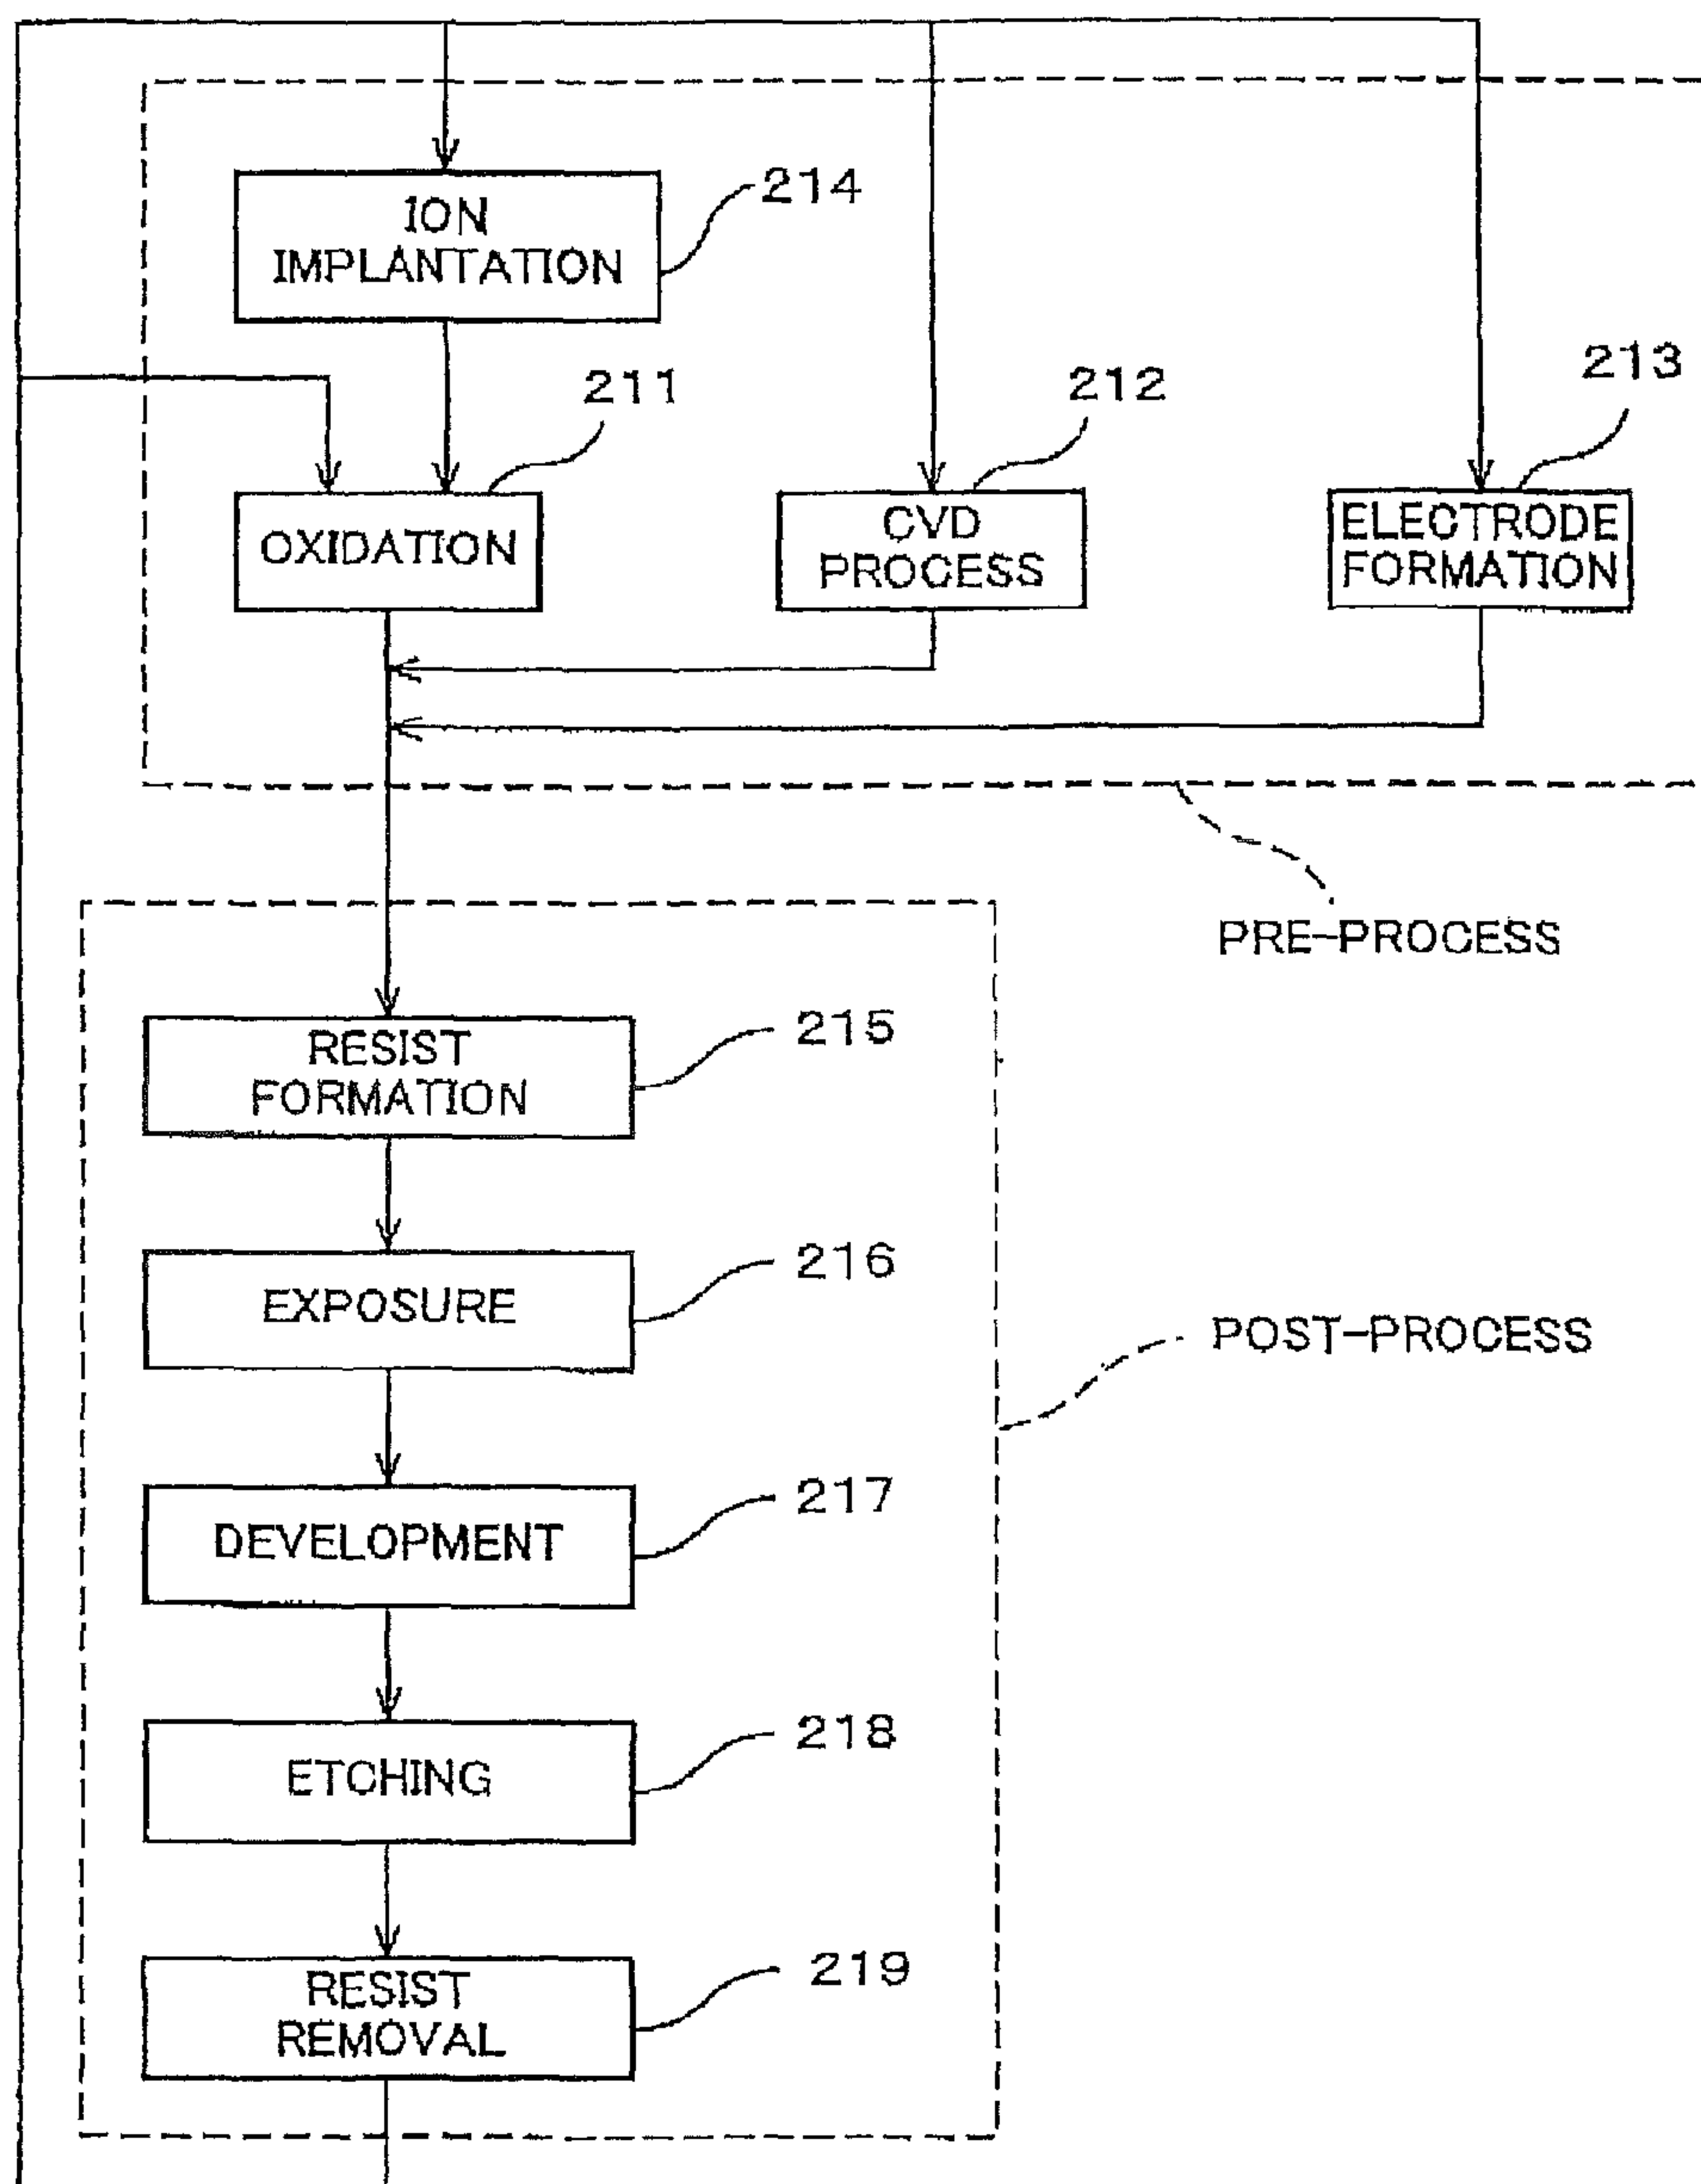 ION
IMPLANTATION
214
211
212
213
OXIDATION
CVD
PROCESS
ELECTRODE
FORMATION
PRE-PROCESS
RESIST
FORMATION
215
EXPOSURE
216
POST-PROCESS
DEVELOPMENT
217
ETCHING
218
RESIST
REMOVAL
219